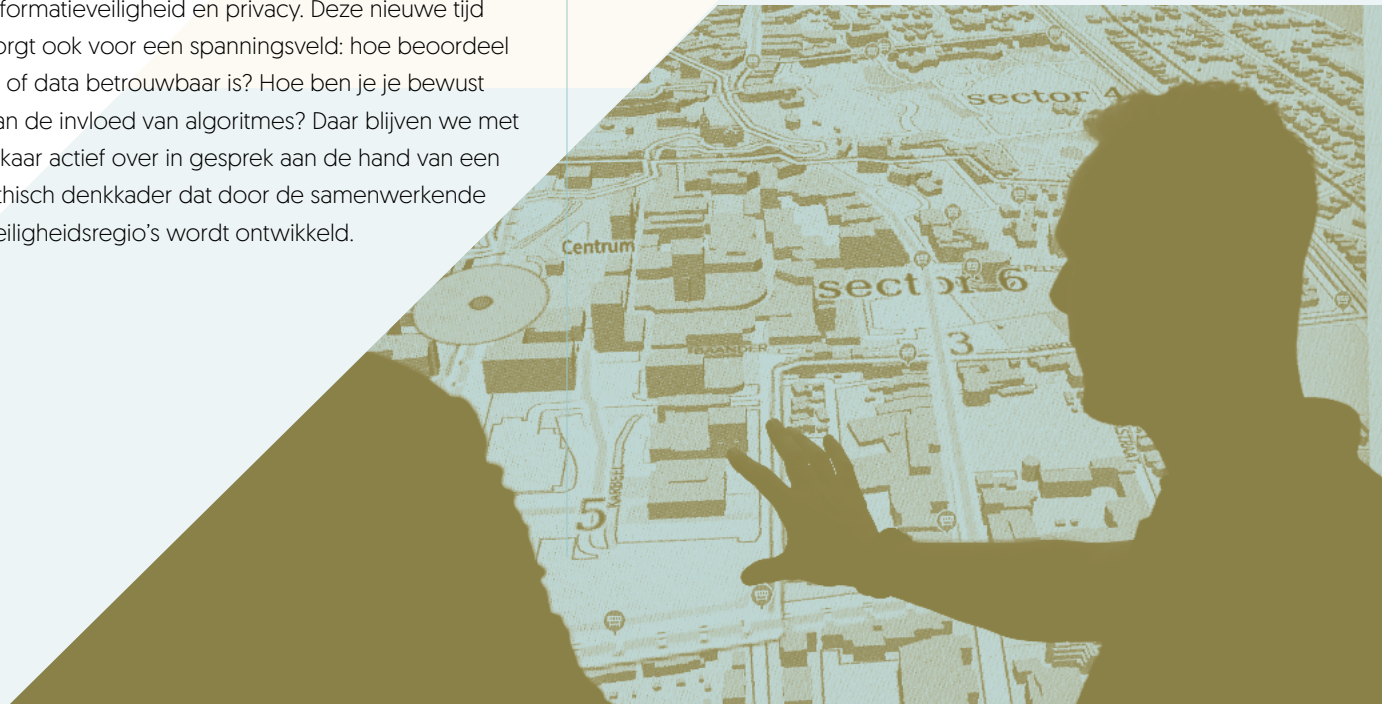 formatieveiligheid en privacy. Deze nieuwe tijd
orgt ook voor een spanningsveld: hoe beoordeel
of data betrouwbaar is? Hoe ben je je bewust
an de invloed van algoritmes? Daar blijven we met
kaar actief over in gesprek aan de hand van een
thisch denkkader dat door de samenwerkende
eiligheidsregio's wordt ontwikkeld.
sector 4
Centrum
sector 6
3
5
KARBEEL
STRAAT